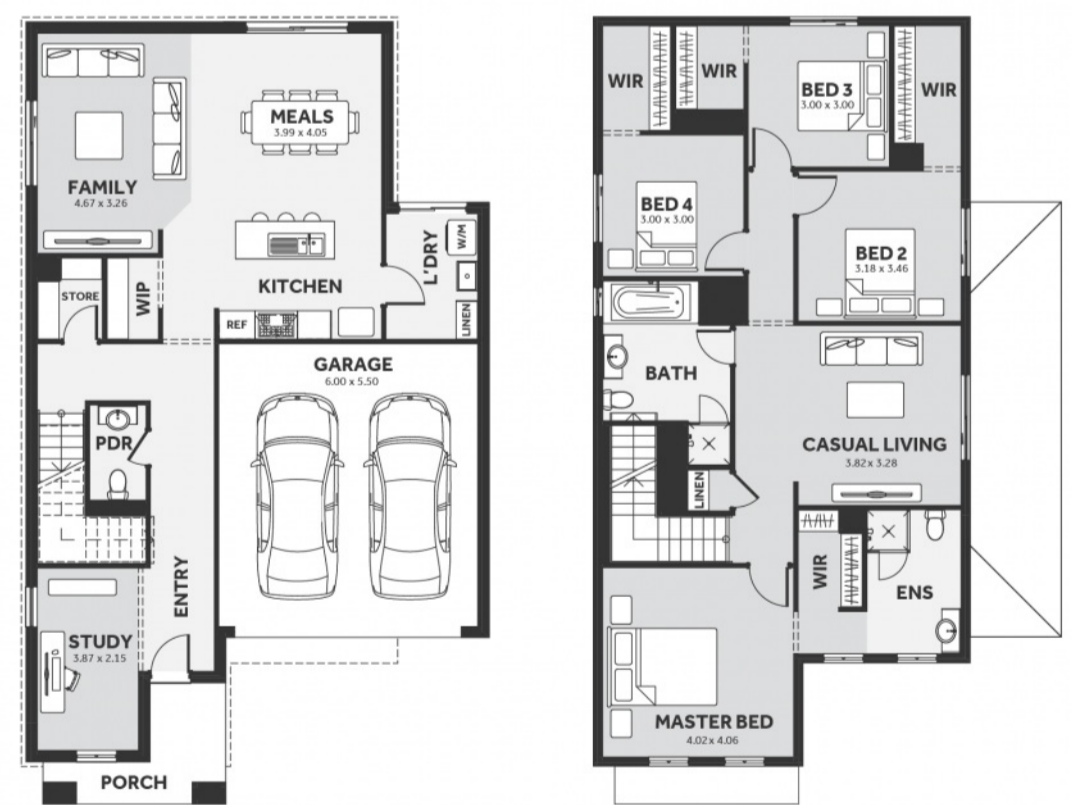 MEALS
3.99 x 4.05
FAMILY
4.67 x 3.26
L'DRY
W/M
KITCHEN
STORE
WIP
REF
LINEN
GARAGE
6.00 x 5.50
PDR
ENTRY
STUDY
3.87 x 2.15
PORCH
WIR
WIR
BED 3
3.00 x 3.00
WIR
BED 4
3.00 x 3.00
BED 2
3.18 x 3.46
BATH
CASUAL LIVING
3.82 x 3.28
LINEN
WIR
ENS
MASTER BED
4.02 x 4.06